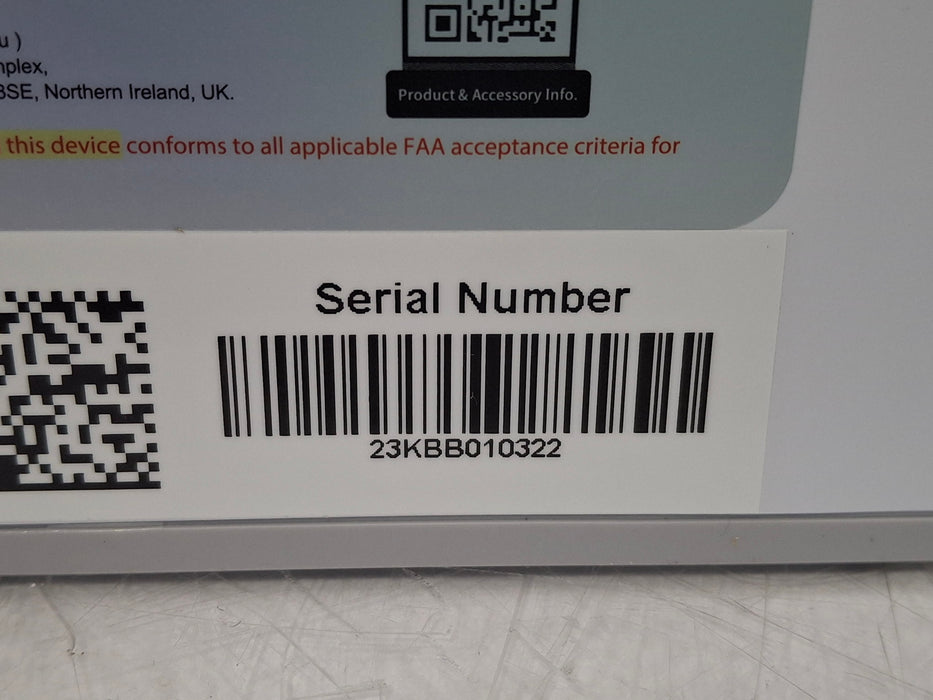 u )
nplex,
BSE, Northern Ireland, UK.
Product & Accessory Info.
this device conforms to all applicable FAA acceptance criteria for
Serial Number
23KBB010322